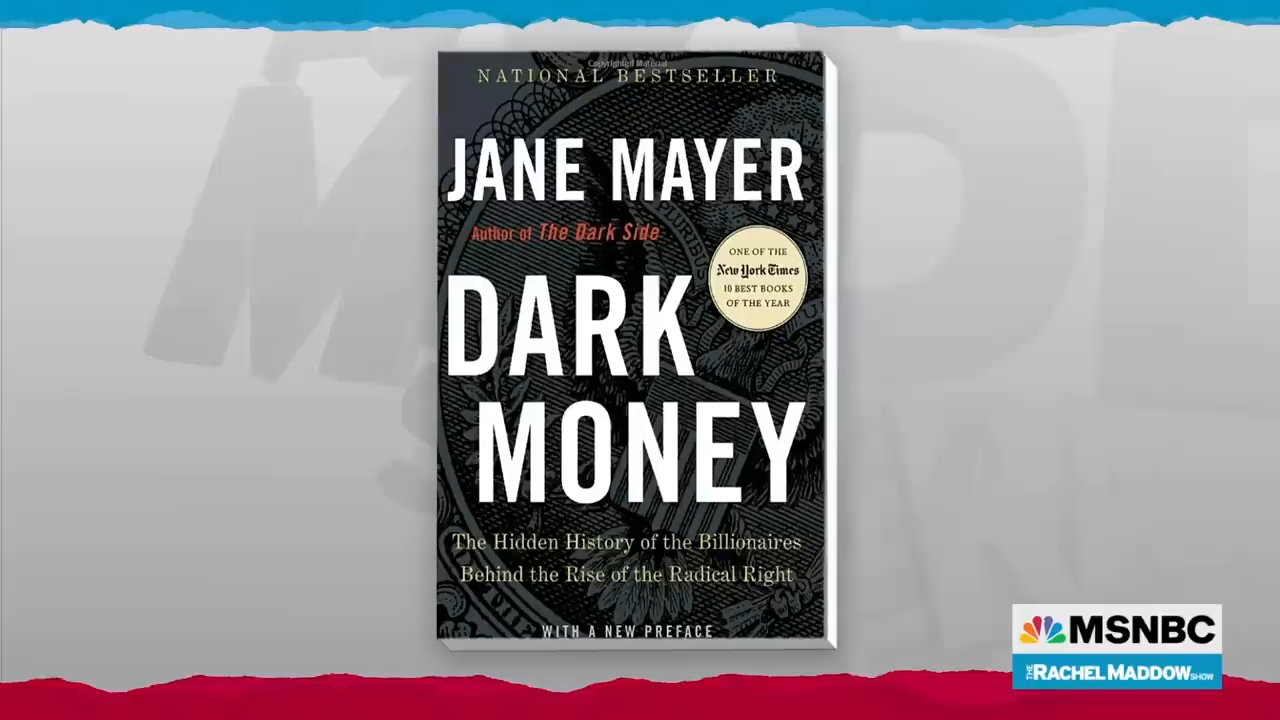 Copyrighted Material
NATIONAL BESTSELLER
JANE MAYER
Author of The Dark Side
ONE OF THE
New York Times
10 BEST BOOKS
OF THE YEAR
DARK
MONEY
The Hidden History of the Billionaires
Behind the Rise of the Radical Right
WITH A NEW PREFACE
MSNBC
THE RACHEL MADDOW SHOW